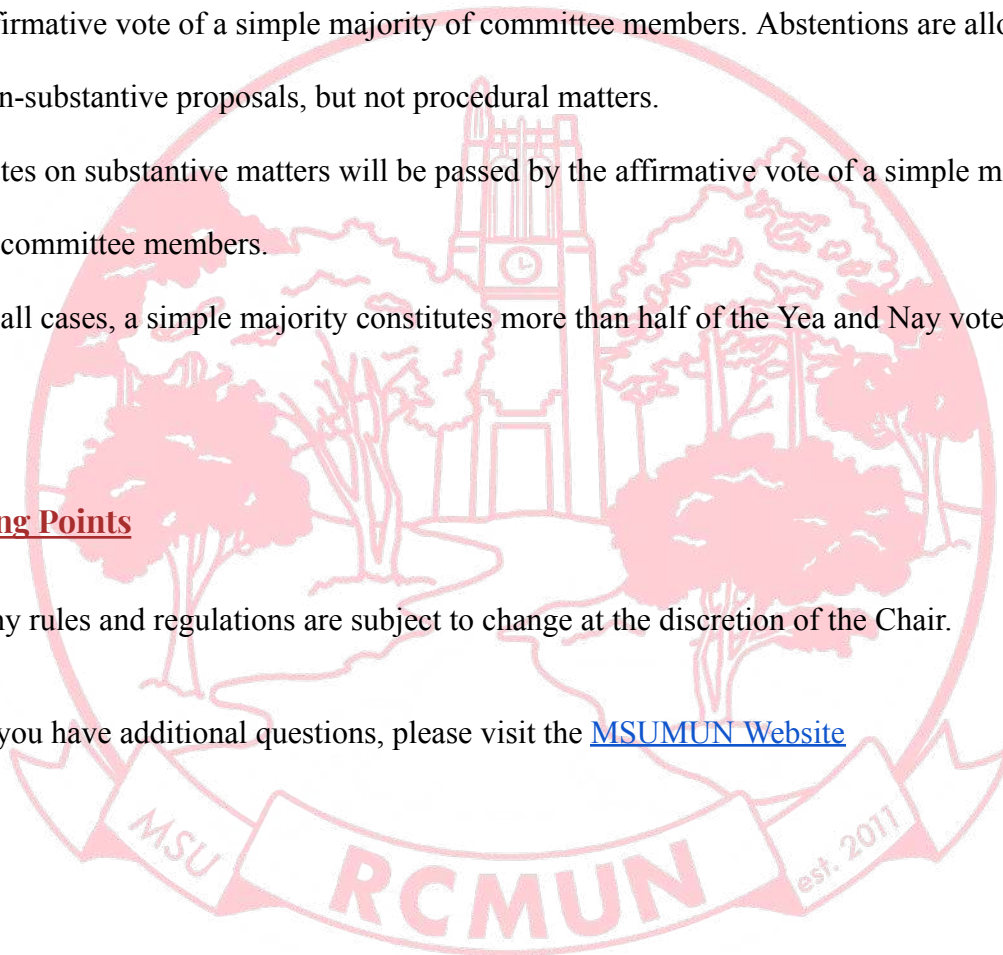 firmative vote of a simple majority of committee members. Abstentions are allo
n-substantive proposals, but not procedural matters.
tes on substantive matters will be passed by the affirmative vote of a simple m
committee members.
all cases, a simple majority constitutes more than half of the Yea and Nay vote
ng Points
ny rules and regulations are subject to change at the discretion of the Chair.
you have additional questions, please visit the MSUMUN Website
MSU
RCMUN
est. 2011